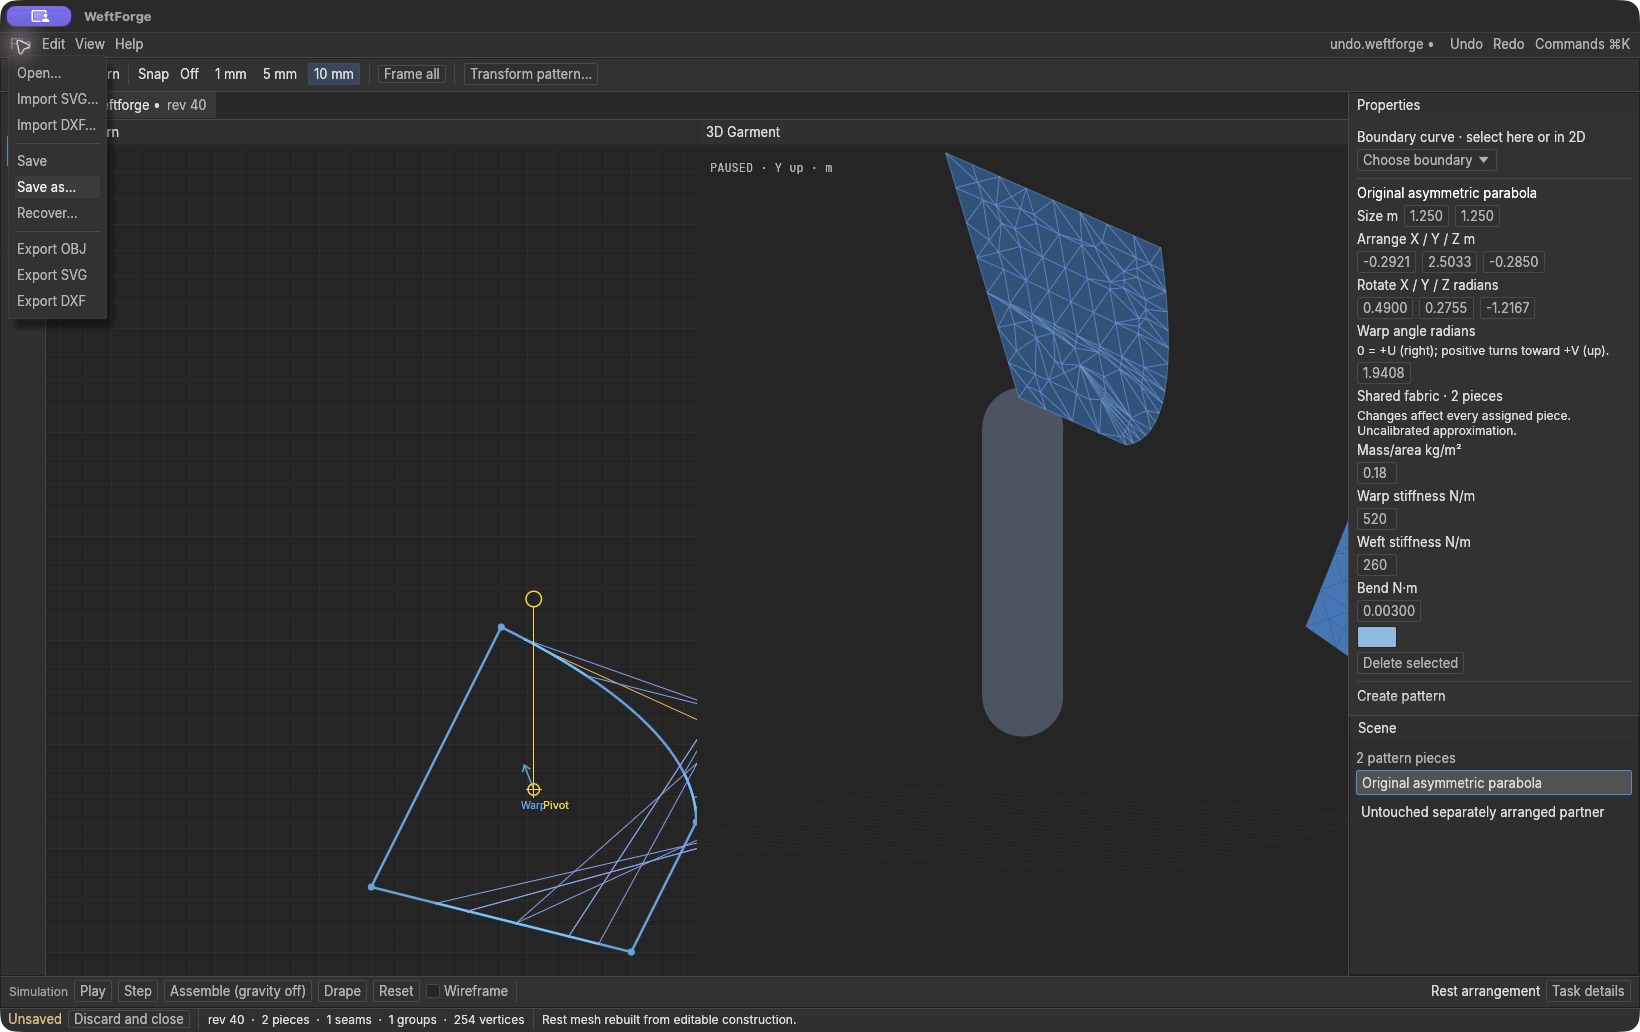 WeftForge
Edit View Help
undo.weftforge • Undo Redo Commands ⌘K
Open...
Import SVG...
Import DXF...
Save
Save as...
Recover...
Export OBJ
Export SVG
Export DXF
Snap Off 1 mm 5 mm 10 mm Frame all Transform pattern...
rev 40
3D Garment
PAUSED · Y up · m
Warp Pivot
Properties
Boundary curve · select here or in 2D
Choose boundary
Original asymmetric parabola
Size m 1.250 1.250
Arrange X / Y / Z m
-0.2921 2.5033 -0.2850
Rotate X / Y / Z radians
0.4900 0.2755 -1.2167
Warp angle radians
0 = +U (right); positive turns toward +V (up).
1.9408
Shared fabric · 2 pieces
Changes affect every assigned piece.
Uncalibrated approximation.
Mass/area kg/m²
0.18
Warp stiffness N/m
520
Weft stiffness N/m
260
Bend N·m
0.00300
Delete selected
Create pattern
Scene
2 pattern pieces
Original asymmetric parabola
Untouched separately arranged partner
Simulation Play Step Assemble (gravity off) Drape Reset Wireframe
Rest arrangement Task details
Unsaved Discard and close rev 40 · 2 pieces · 1 seams · 1 groups · 254 vertices Rest mesh rebuilt from editable construction.